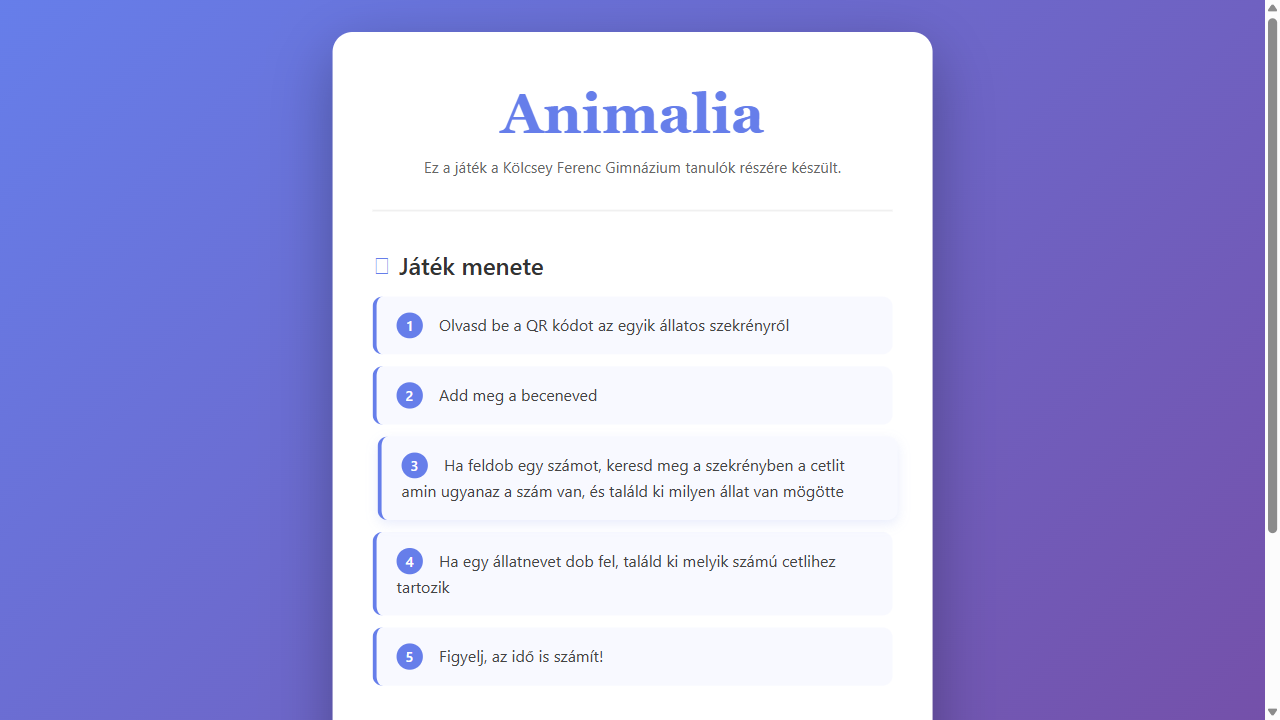 Animalia
Ez a játék a Kölcsey Ferenc Gimnázium tanulók részére készült.
Játék menete
1 Olvasd be a QR kódot az egyik állatos szekrényről
2 Add meg a beceneved
3 Ha feldob egy számot, keresd meg a szekrényben a cetlit
amin ugyanaz a szám van, és találd ki milyen állat van mögötte
4 Ha egy állatnevet dob fel, találd ki melyik számú cetlihez
tartozik
5 Figyelj, az idő is számít!